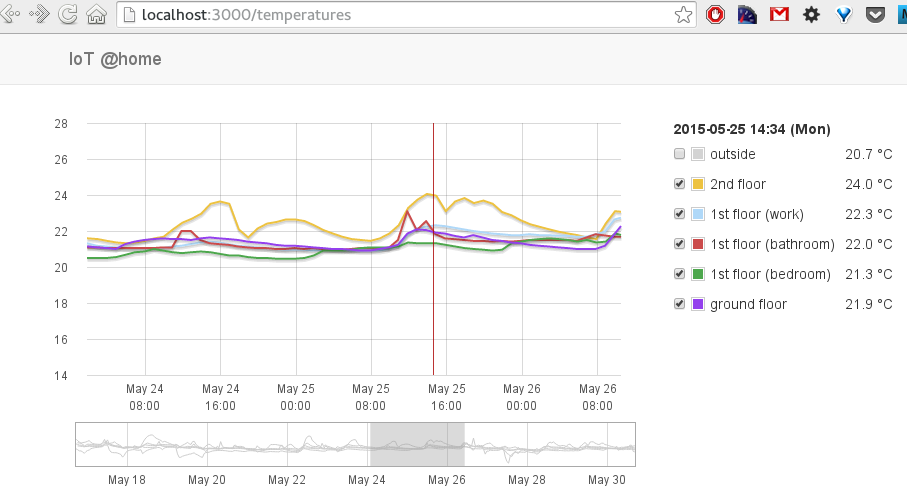 localhost:3000/temperatures
IoT @home
28
26
24
22
20
18
16
14
May 24 08:00
May 24 16:00
May 25 00:00
May 25 08:00
May 25 16:00
May 26 00:00
May 26 08:00
May 18 May 20 May 22 May 24 May 26 May 28 May 30
2015-05-25 14:34 (Mon)
outside 20.7 °C
2nd floor 24.0 °C
1st floor (work) 22.3 °C
1st floor (bathroom) 22.0 °C
1st floor (bedroom) 21.3 °C
ground floor 21.9 °C